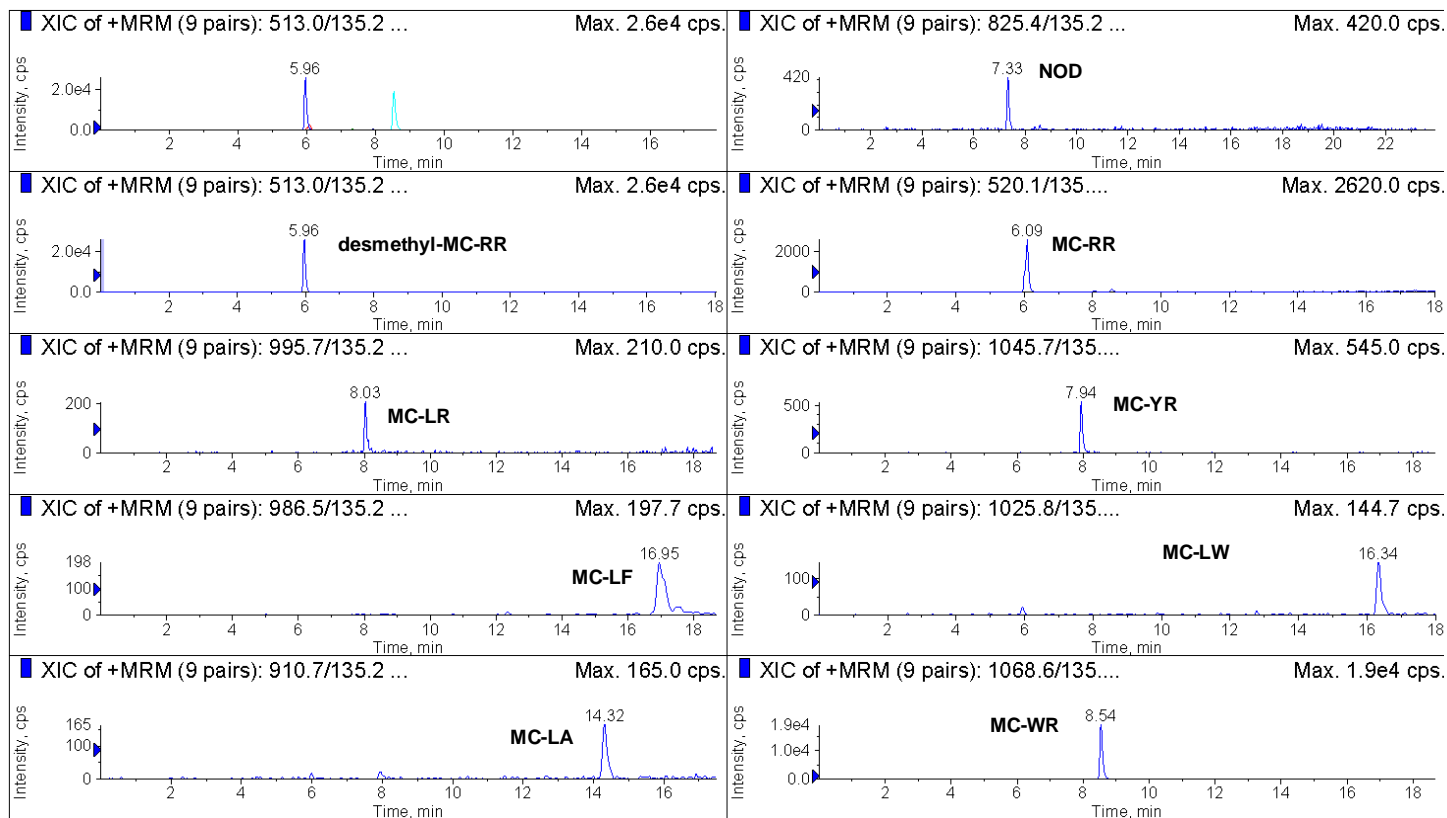 XIC of +MRM (9 pairs): 513.0/135.2 ... Max. 2.6e4 cps.
5.96
2.0e4
0.0
Intensity, cps
2 4 6 8 10 12 14 16
Time, min
XIC of +MRM (9 pairs): 825.4/135.2 ... Max. 420.0 cps.
7.33
NOD
420
0
Intensity, cps
2 4 6 8 10 12 14 16 18 20 22
Time, min
XIC of +MRM (9 pairs): 513.0/135.2 ... Max. 2.6e4 cps.
5.96
desmethyl-MC-RR
2.0e4
0.0
Intensity, cps
2 4 6 8 10 12 14 16 18
Time, min
XIC of +MRM (9 pairs): 520.1/135.... Max. 2620.0 cps.
6.09
MC-RR
2000
0
Intensity, cps
2 4 6 8 10 12 14 16 18
Time, min
XIC of +MRM (9 pairs): 995.7/135.2 ... Max. 210.0 cps.
8.03
MC-LR
200
0
Intensity, cps
2 4 6 8 10 12 14 16 18
Time, min
XIC of +MRM (9 pairs): 1045.7/135.... Max. 545.0 cps.
7.94
MC-YR
500
0
Intensity, cps
2 4 6 8 10 12 14 16 18
Time, min
XIC of +MRM (9 pairs): 986.5/135.2 ... Max. 197.7 cps.
16.95
MC-LF
198
100
0
Intensity, cps
2 4 6 8 10 12 14 16 18
Time, min
XIC of +MRM (9 pairs): 1025.8/135.... Max. 144.7 cps.
16.34
MC-LW
100
0
Intensity, cps
2 4 6 8 10 12 14 16 18
Time, min
XIC of +MRM (9 pairs): 910.7/135.2 ... Max. 165.0 cps.
14.32
MC-LA
165
100
0
Intensity, cps
2 4 6 8 10 12 14 16
Time, min
XIC of +MRM (9 pairs): 1068.6/135.... Max. 1.9e4 cps.
8.54
MC-WR
1.9e4
1.0e4
0.0
Intensity, cps
2 4 6 8 10 12 14 16 18
Time, min